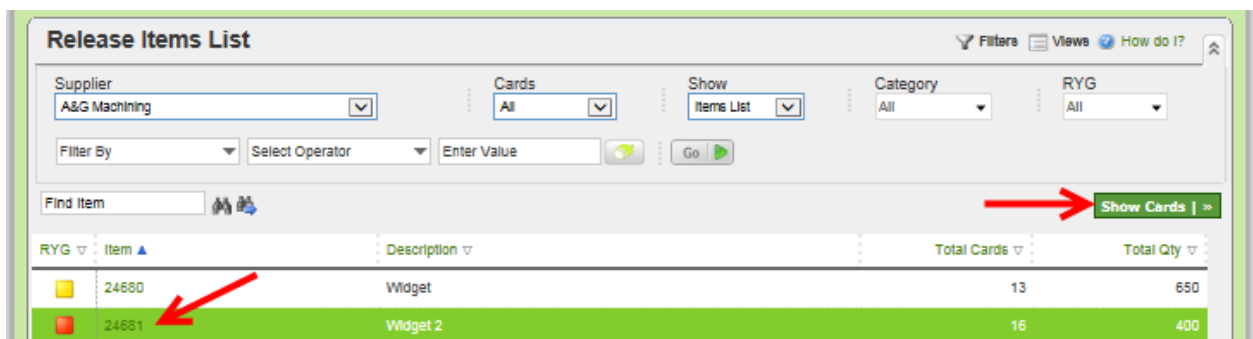 Release Items List Filters Views How do I?
Supplier Cards Show Category RYG
A&G Machining All Items List All All
Filter By Select Operator Enter Value Go
Find Item Show Cards | »
RYG Item Description Total Cards Total Qty
24680 Widget 13 650
24681 Widget 2 16 400